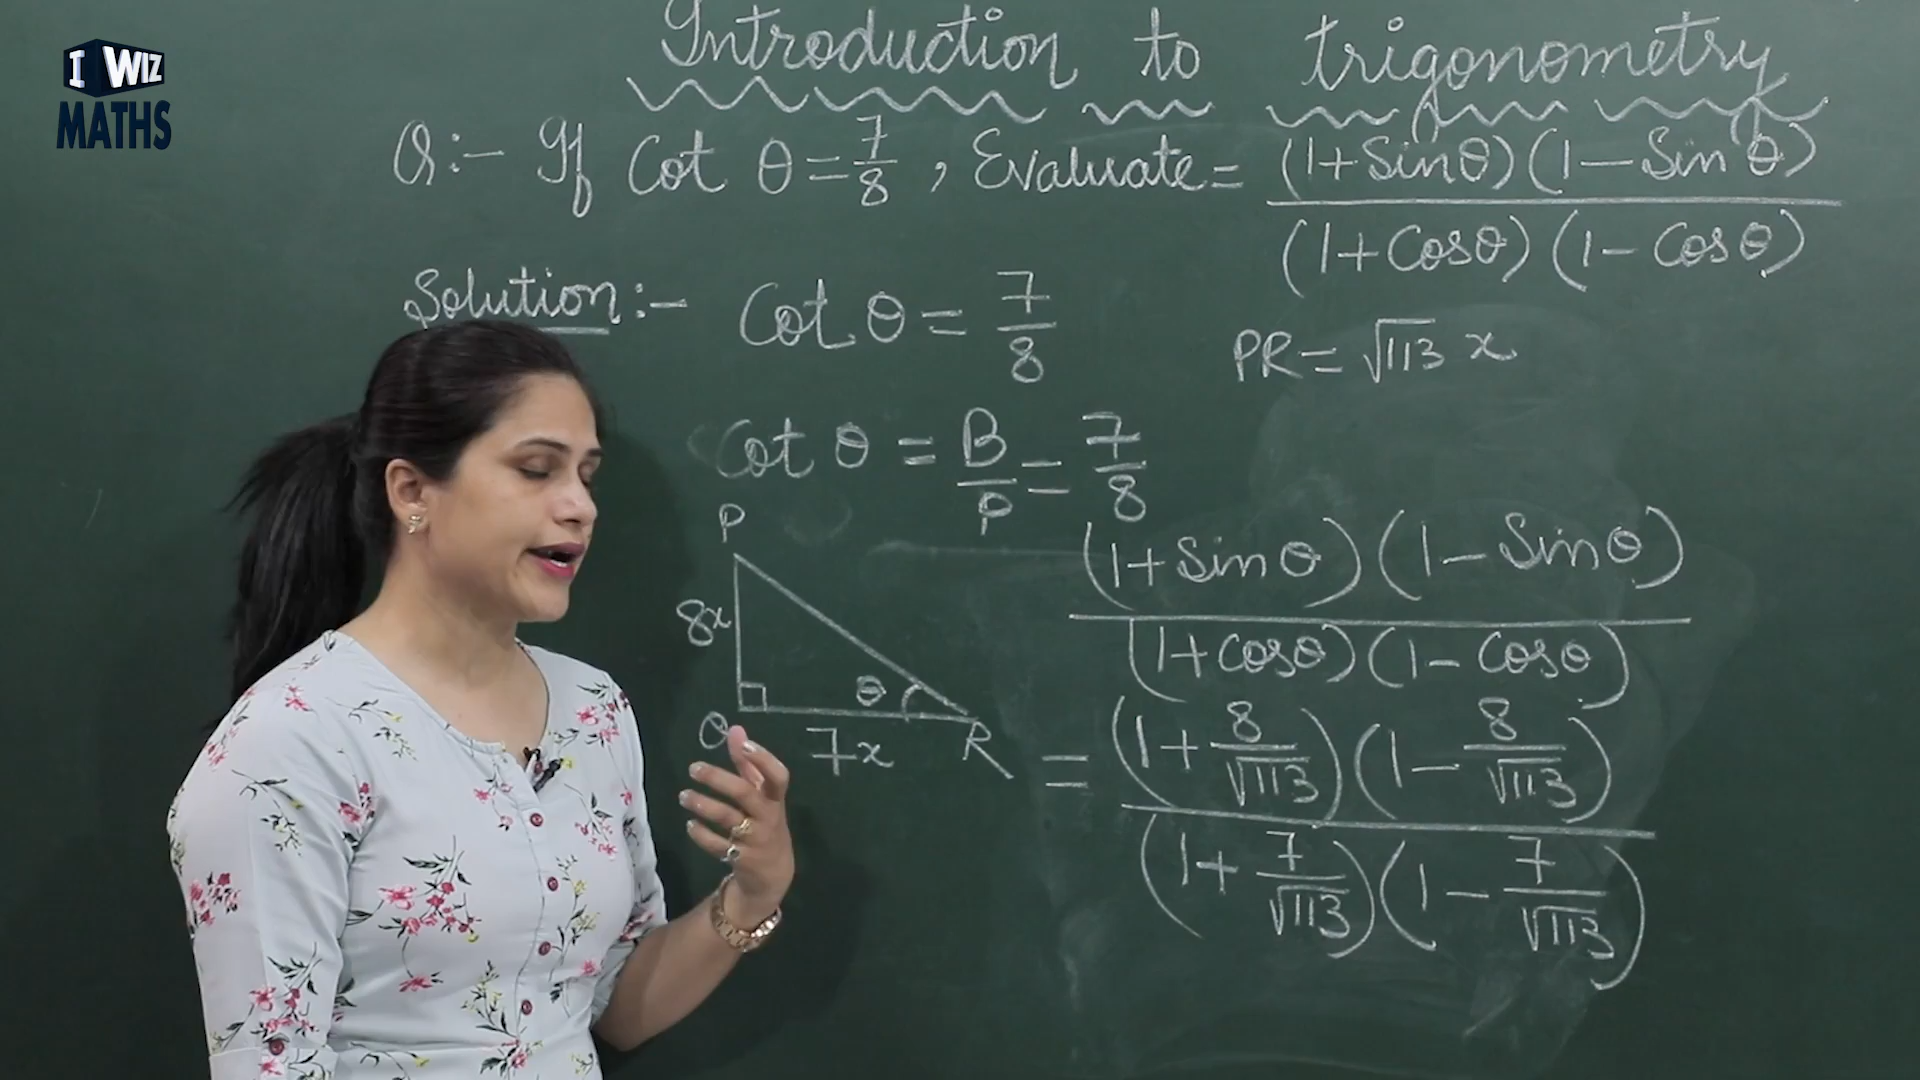 I WIZ
MATHS
Introduction to trigonometry
Q:- If Cot θ = 7/8, Evaluate = (1+Sinθ)(1-Sinθ)/(1+Cosθ)(1-Cosθ)
Solution:- Cot θ = 7/8
PR = √113 x
Cot θ = B/P = 7/8
P
8x
θ
Q
7x
R
(1+Sinθ)(1-Sinθ)/(1+Cosθ)(1-Cosθ)
= (1+8/√113)(1-8/√113)/(1+7/√113)(1-7/√113)